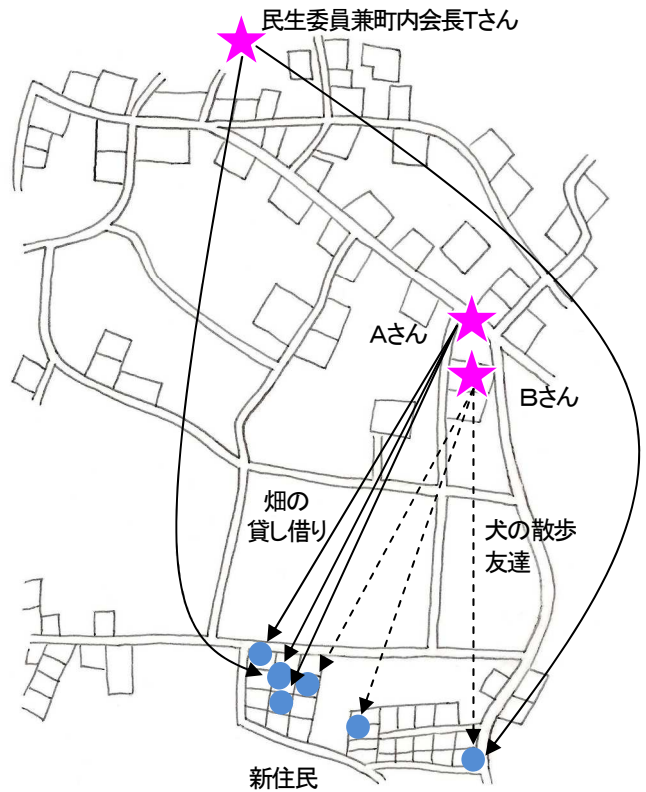 民生委員兼町内会長Tさん
Aさん
Bさん
畑の
貸し借り
犬の散歩
友達
新住民